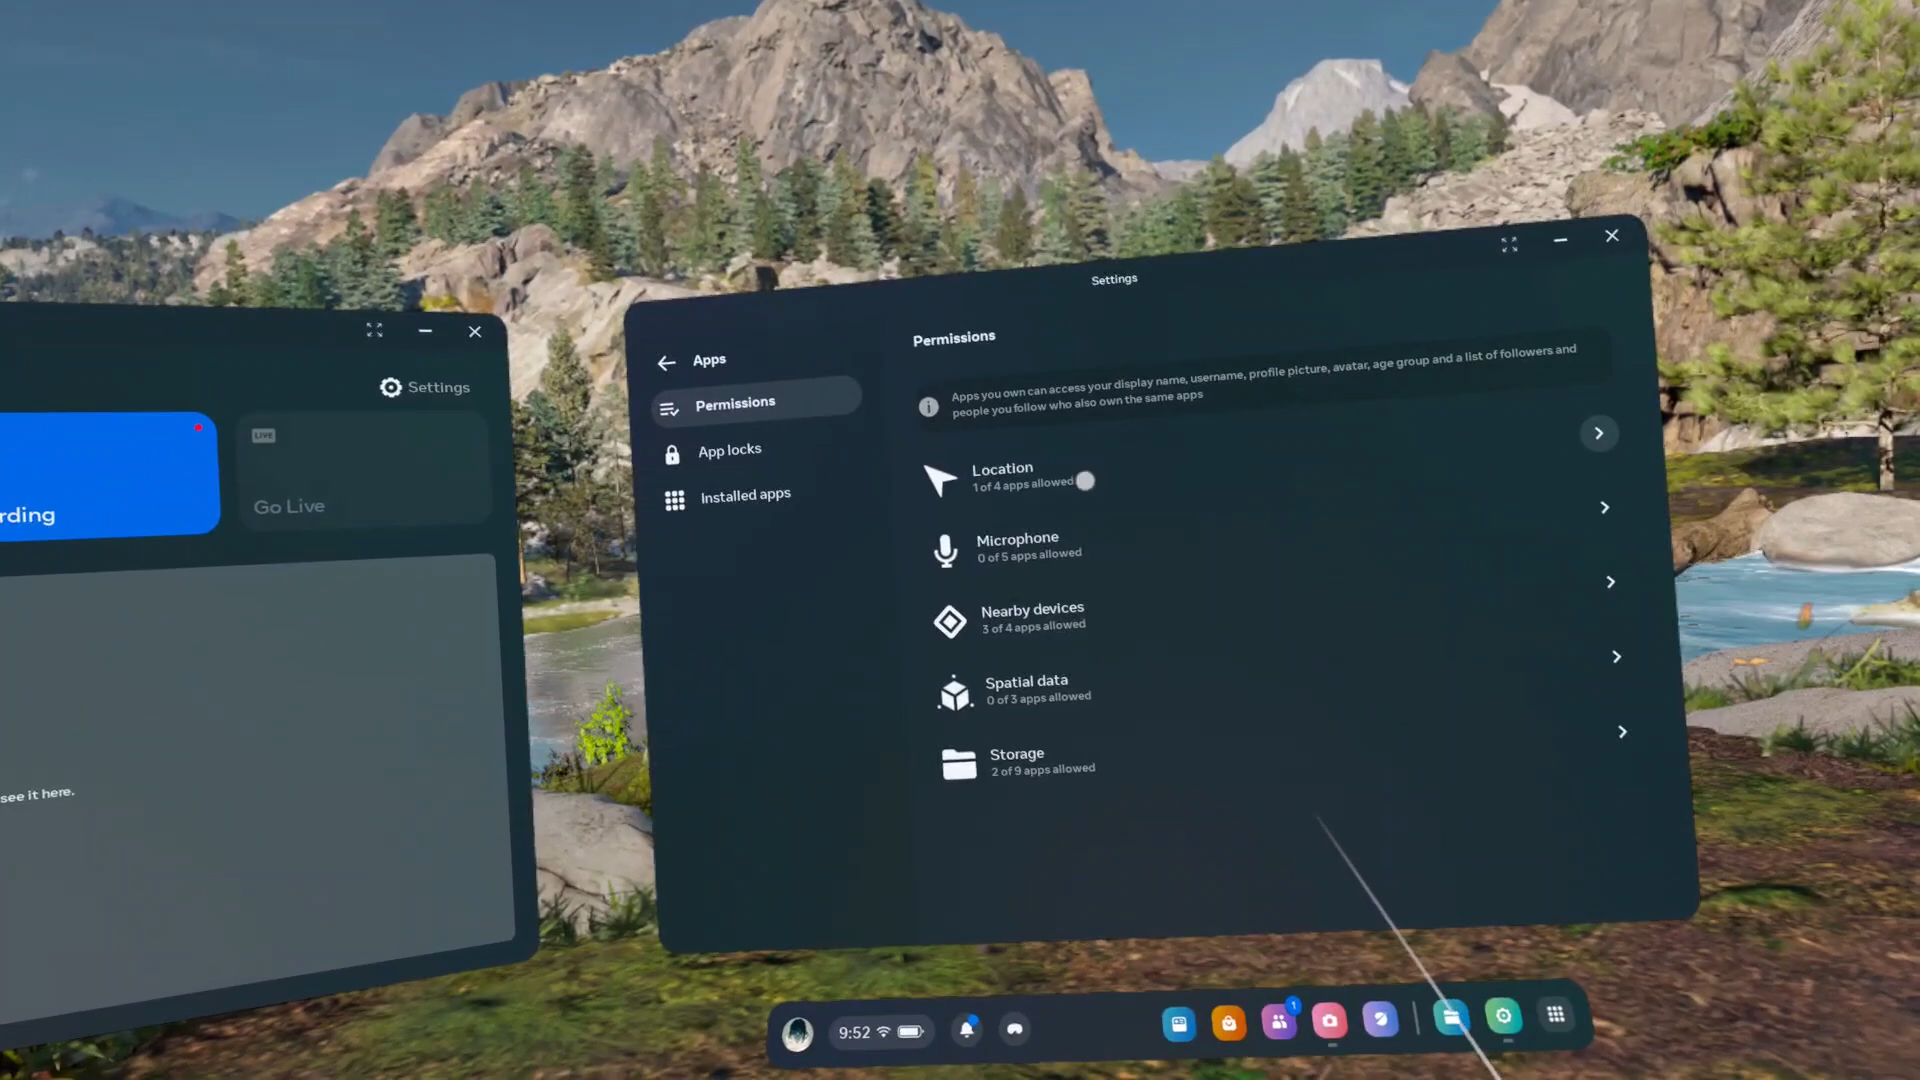 Settings
LIVE
rding
Go Live
see it here.
Settings
Apps
Permissions
App locks
Installed apps
Permissions
Apps you own can access your display name, username, profile picture, avatar, age group and a list of followers and
people you follow who also own the same apps
Location
1 of 4 apps allowed
Microphone
0 of 5 apps allowed
Nearby devices
3 of 4 apps allowed
Spatial data
0 of 3 apps allowed
Storage
2 of 9 apps allowed
9:52
1